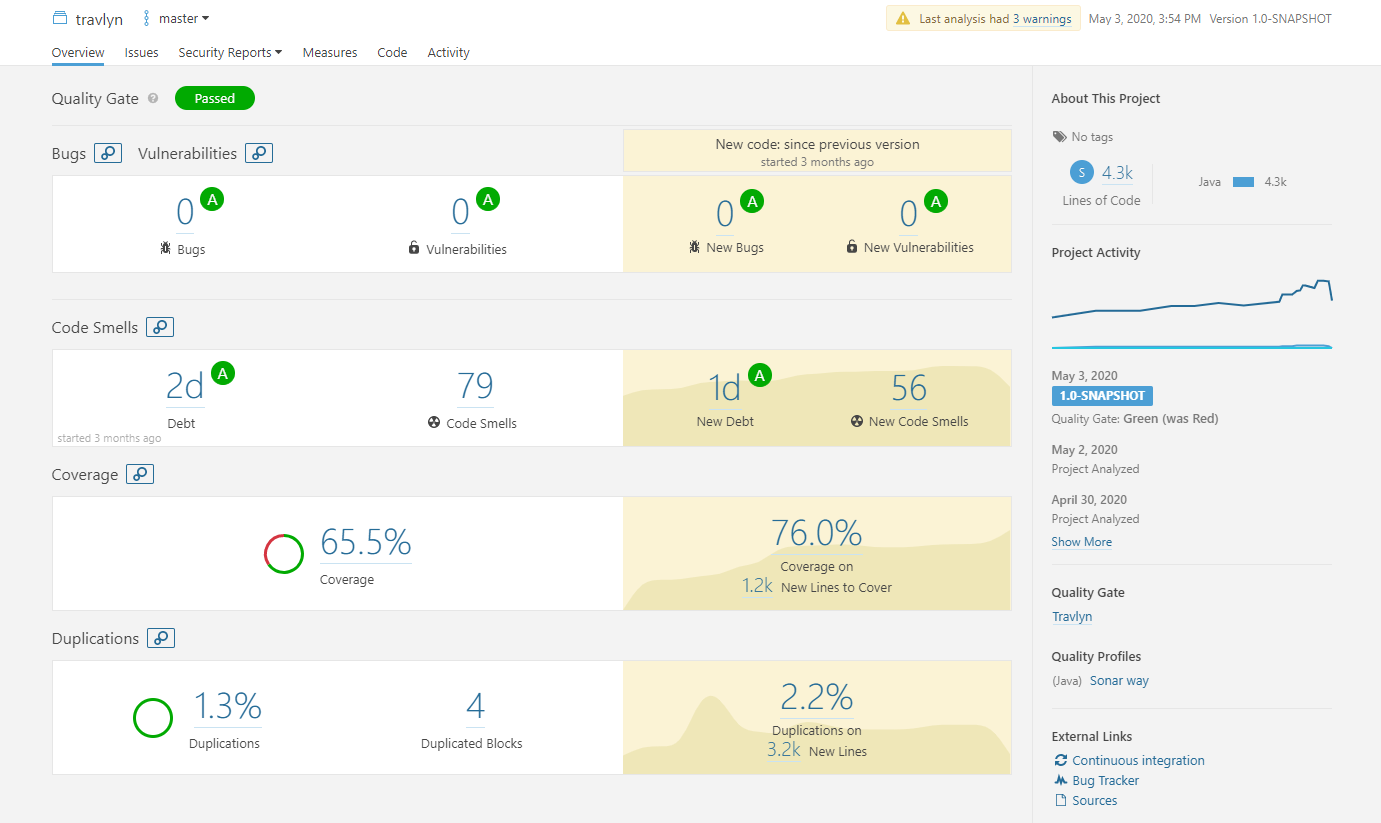 travlyn master
Last analysis had 3 warnings May 3, 2020, 3:54 PM Version 1.0-SNAPSHOT
Overview Issues Security Reports Measures Code Activity
Quality Gate ? Passed
Bugs Vulnerabilities
New code: since previous version
started 3 months ago
0 A
Bugs
0 A
Vulnerabilities
0 A
New Bugs
0 A
New Vulnerabilities
Code Smells
2d A
Debt
started 3 months ago
79
Code Smells
1d A
New Debt
56
New Code Smells
Coverage
65.5%
Coverage
76.0%
Coverage on
1.2k New Lines to Cover
Duplications
1.3%
Duplications
4
Duplicated Blocks
2.2%
Duplications on
3.2k New Lines
About This Project
No tags
S 4.3k
Lines of Code
Java 4.3k
Project Activity
May 3, 2020
1.0-SNAPSHOT
Quality Gate: Green (was Red)
May 2, 2020
Project Analyzed
April 30, 2020
Project Analyzed
Show More
Quality Gate
Travlyn
Quality Profiles
(Java) Sonar way
External Links
Continuous integration
Bug Tracker
Sources